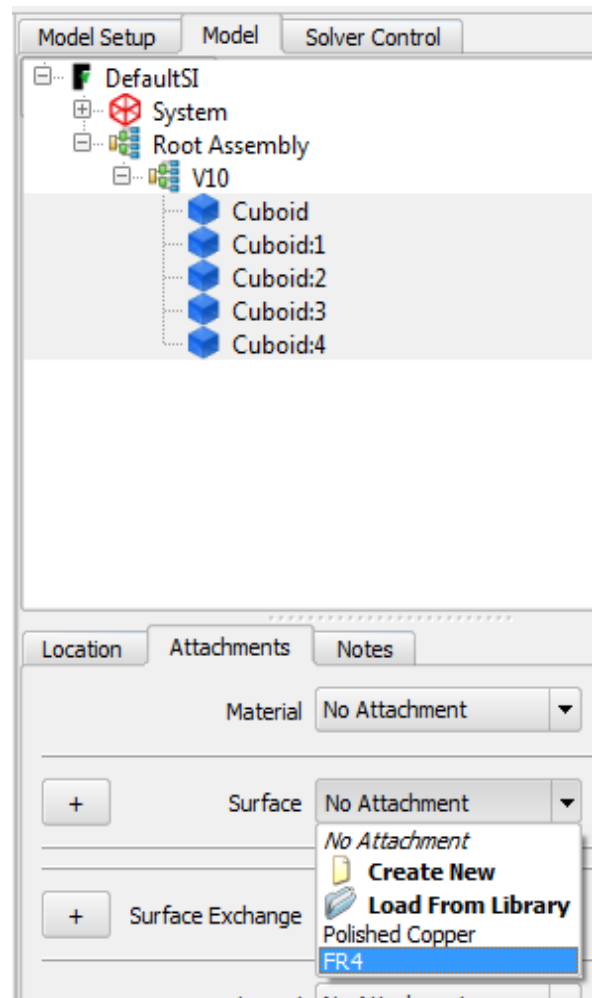 Model Setup Model Solver Control
DefaultSI
System
Root Assembly
V10
Cuboid
Cuboid:1
Cuboid:2
Cuboid:3
Cuboid:4
Location Attachments Notes
Material No Attachment
+ Surface No Attachment
No Attachment
Create New
Load From Library
+ Surface Exchange
Polished Copper
FR4